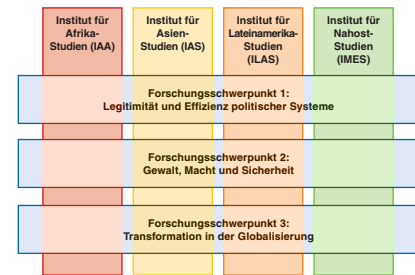 Institut für
Afrika-
Studien (IAA)
Institut für
Asien-
Studien (IAS)
Institut für
Lateinamerika-
Studien
(ILAS)
Institut für
Nahost-
Studien
(IMES)
Forschungsschwerpunkt 1:
Legitimität und Effizienz politischer Systeme
Forschungsschwerpunkt 2:
Gewalt, Macht und Sicherheit
Forschungsschwerpunkt 3:
Transformation in der Globalisierung